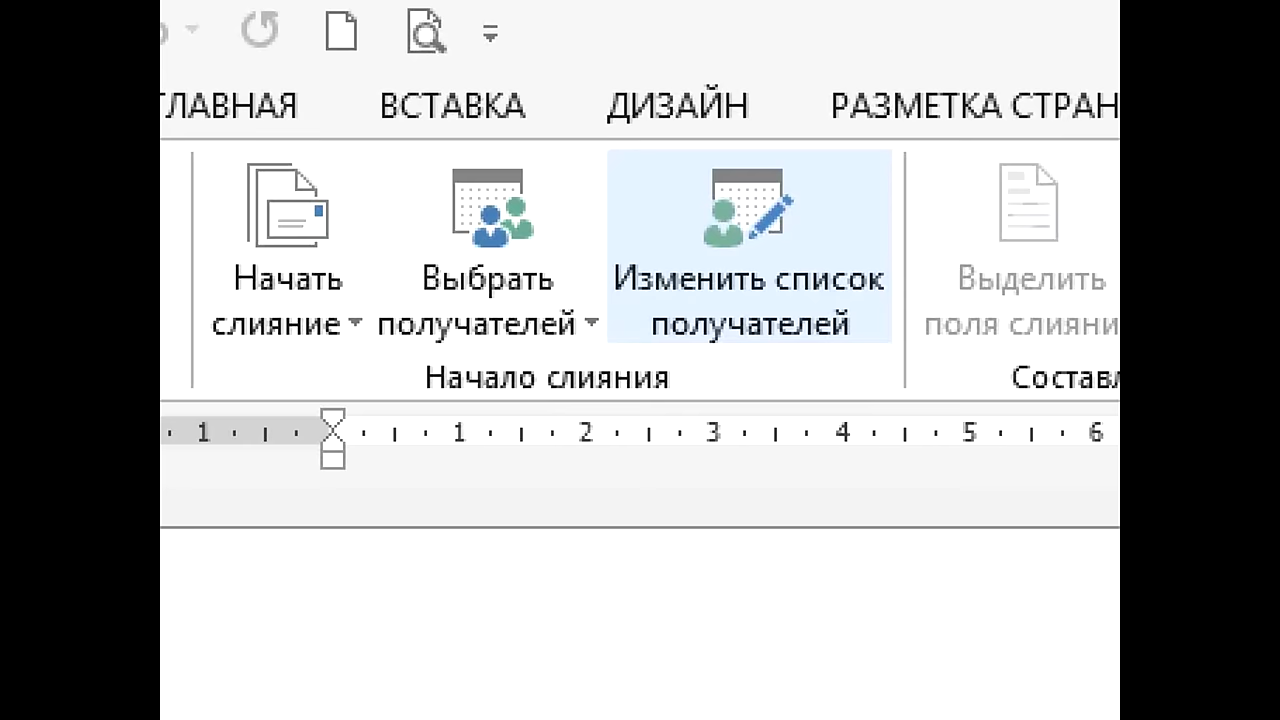 ГЛАВНАЯ ВСТАВКА ДИЗАЙН РАЗМЕТКА СТРАН
Начать слияние
Выбрать получателей
Изменить список получателей
Выделить поля слияни
Начало слияния
Составл
1 1 2 3 4 5 6